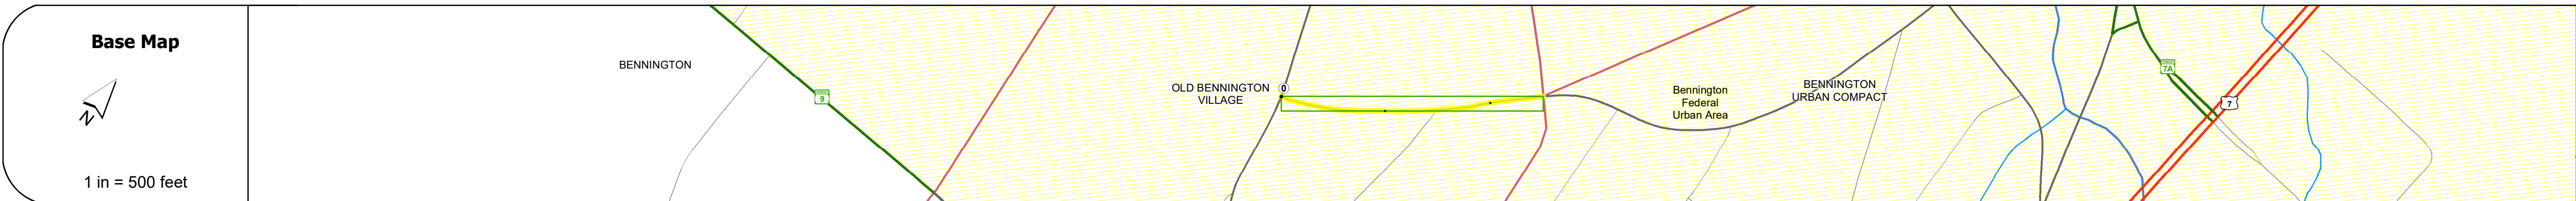 Base Map
N
1 in = 500 feet
BENNINGTON
9
OLD BENNINGTON
VILLAGE
0
Bennington
Federal
Urban Area
BENNINGTON
URBAN COMPACT
7A
7